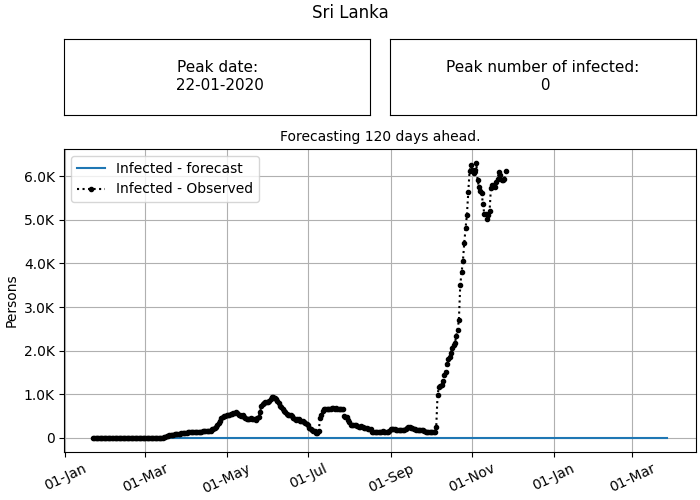 Sri Lanka
Peak date:
22-01-2020
Peak number of infected:
0
Forecasting 120 days ahead.
Infected - forecast
Infected - Observed
Persons
6.0K
5.0K
4.0K
3.0K
2.0K
1.0K
0
01-Jan
01-Mar
01-May
01-Jul
01-Sep
01-Nov
01-Jan
01-Mar